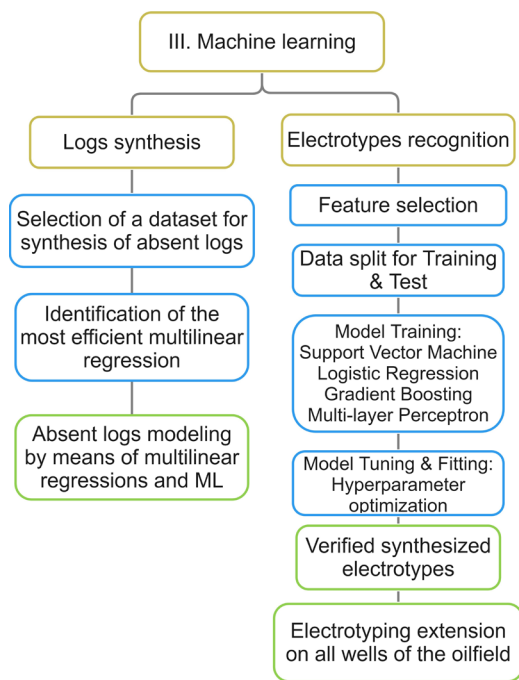 III. Machine learning
Logs synthesis
Selection of a dataset for
synthesis of absent logs
Identification of the
most efficient multilinear
regression
Absent logs modeling
by means of multilinear
regressions and ML
Electrotypes recognition
Feature selection
Data split for Training
& Test
Model Training:
Support Vector Machine
Logistic Regression
Gradient Boosting
Multi-layer Perceptron
Model Tuning & Fitting:
Hyperparameter
optimization
Verified synthesized
electrotypes
Electrotyping extension
on all wells of the oilfield